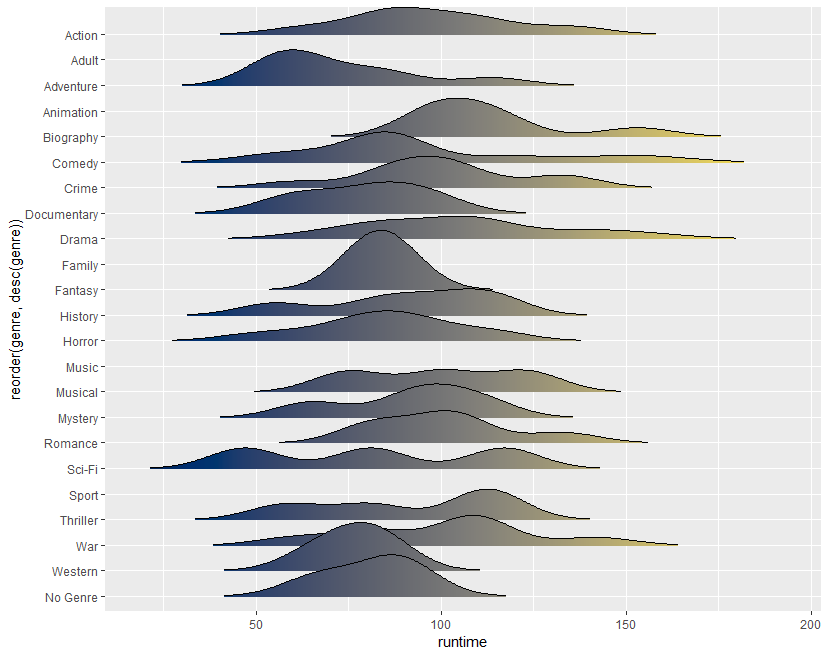 reorder(genre, desc(genre))
Action
Adult
Adventure
Animation
Biography
Comedy
Crime
Documentary
Drama
Family
Fantasy
History
Horror
Music
Musical
Mystery
Romance
Sci-Fi
Sport
Thriller
War
Western
No Genre
50 100 150 200
runtime